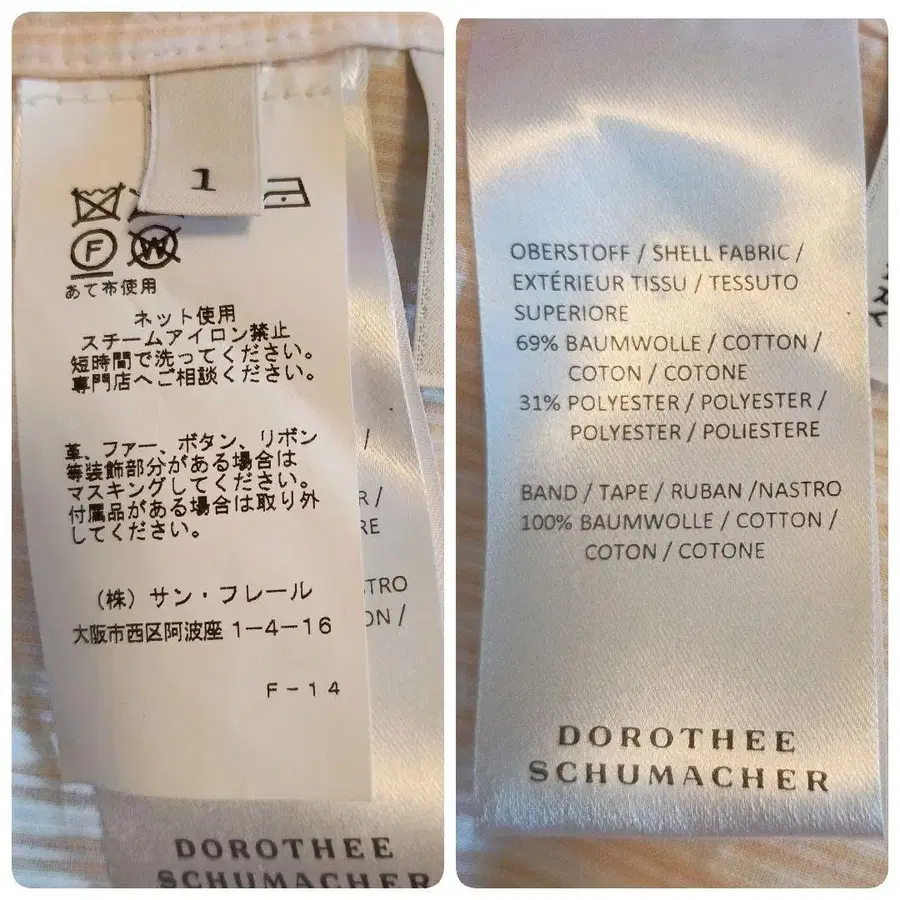 1
F
W
あて布使用
ネット使用
スチームアイロン禁止
短時間で洗ってください。
専門店へご相談ください。
革、ファー、ボタン、リボン
等装飾部分がある場合は
マスキングしてください。
付属品がある場合は取り外
してください。
(株)サン・フレール
大阪市西区阿波座1-4-16
F-14
/
R /
RE
STRO
ON /
DOROTHEE
SCHUMACHER
OBERSTOFF / SHELL FABRIC /
EXTÉRIEUR TISSU / TESSUTO
SUPERIORE
69% BAUMWOLLE / COTTON /
COTON / COTONE
31% POLYESTER / POLYESTER /
POLYESTER / POLIESTERE
BAND / TAPE / RUBAN /NASTRO
100% BAUMWOLLE / COTTON /
COTON / COTONE
DOROTHEE
SCHUMACHER